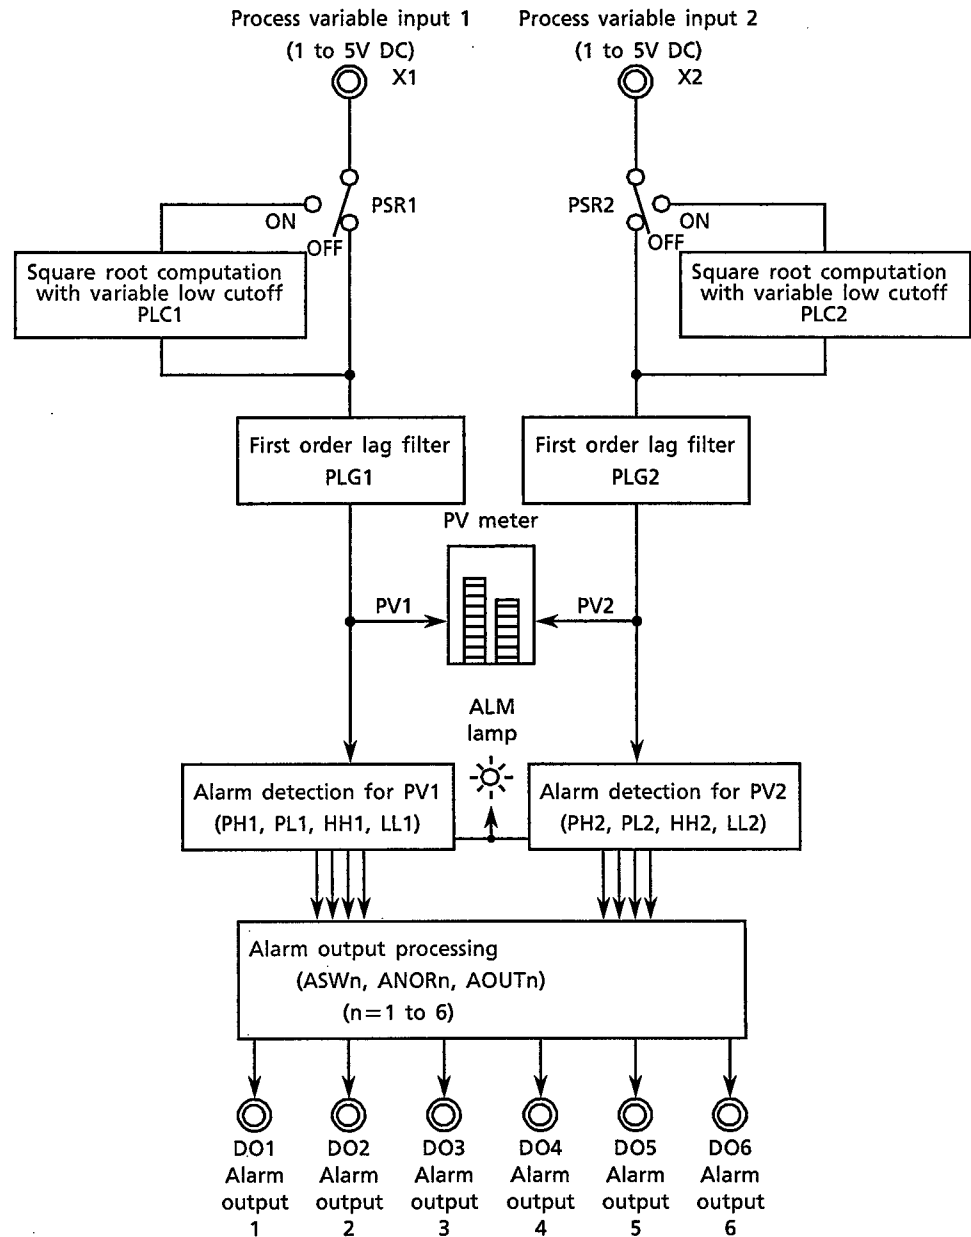 Process variable input 1
(1 to 5V DC)
X1
Process variable input 2
(1 to 5V DC)
X2
PSR1
ON
OFF
PSR2
ON
OFF
Square root computation
with variable low cutoff
PLC1
Square root computation
with variable low cutoff
PLC2
First order lag filter
PLG1
First order lag filter
PLG2
PV meter
PV1
PV2
ALM
lamp
Alarm detection for PV1
(PH1, PL1, HH1, LL1)
Alarm detection for PV2
(PH2, PL2, HH2, LL2)
Alarm output processing
(ASWn, ANORn, AOUTn)
(n=1 to 6)
DO1
Alarm
output
1
DO2
Alarm
output
2
DO3
Alarm
output
3
DO4
Alarm
output
4
DO5
Alarm
output
5
DO6
Alarm
output
6